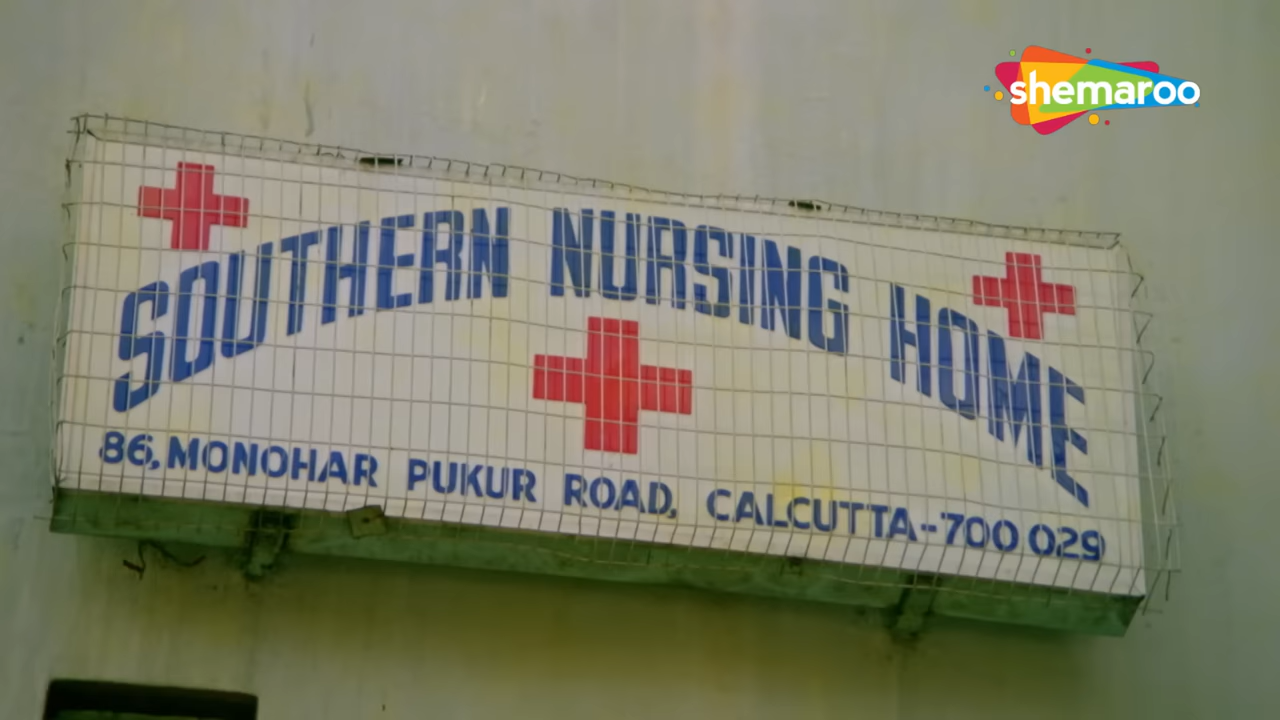 shemaroo
SOUTHERN NURSING HOME
86, MONOHAR PUKUR ROAD, CALCUTTA-700 029